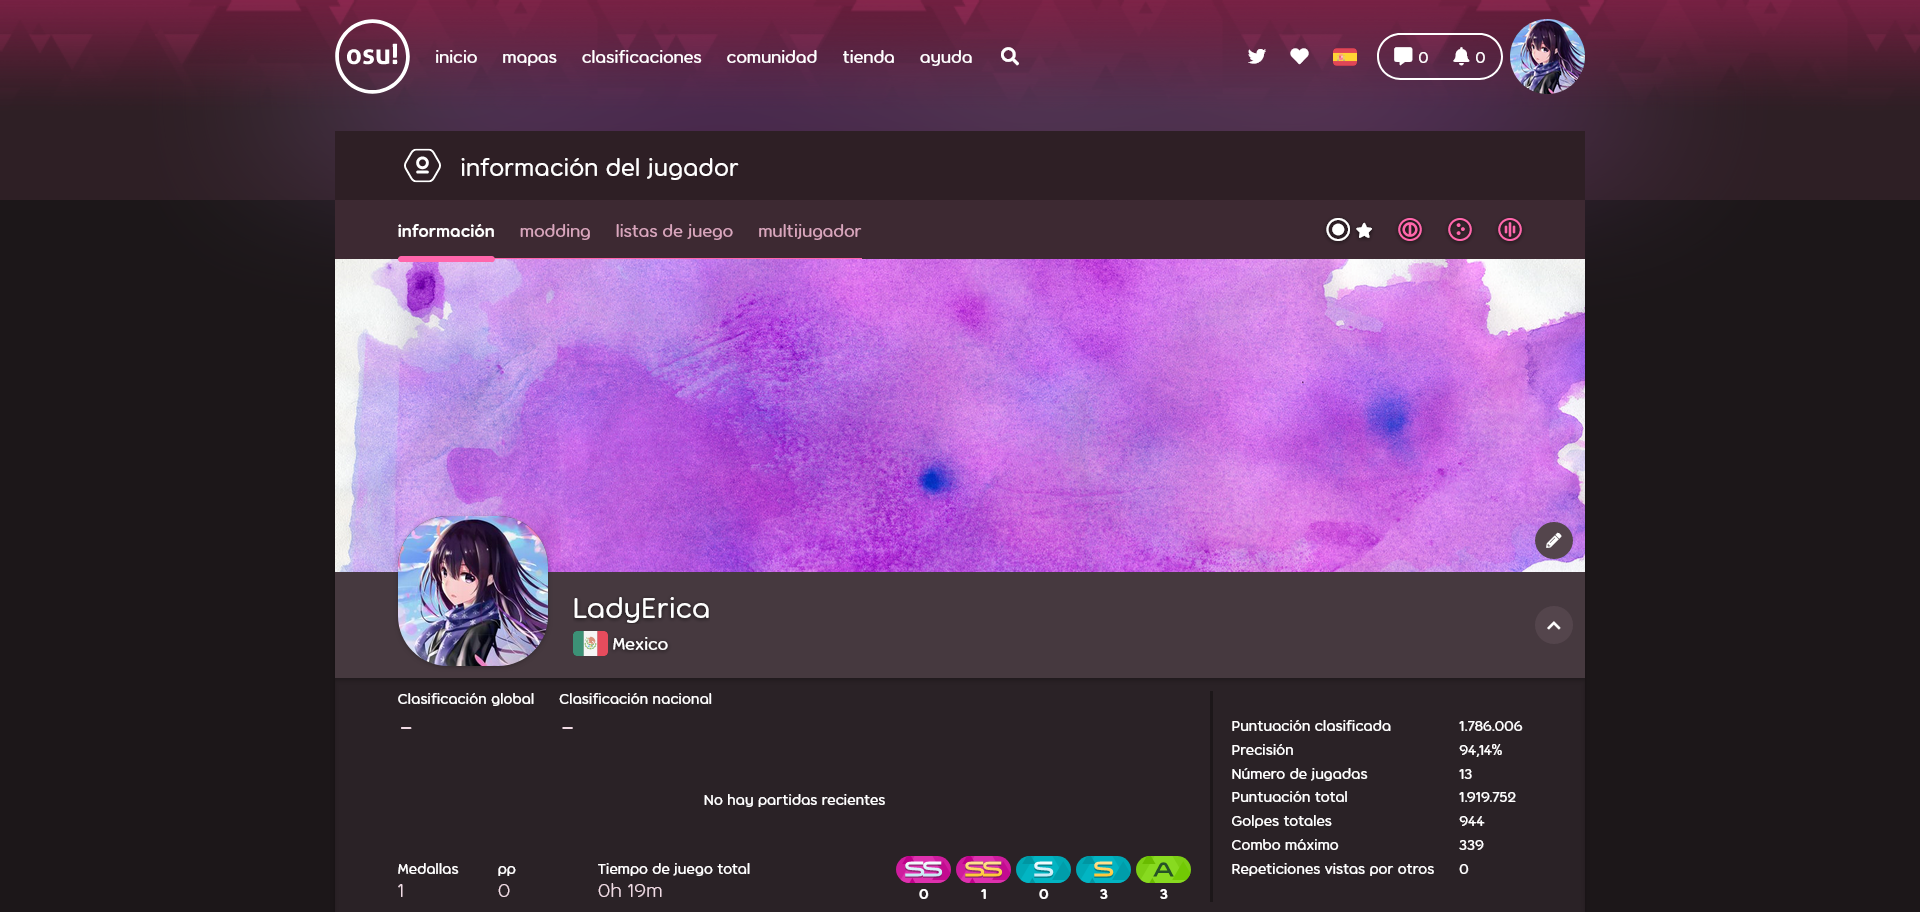 osu! inicio mapas clasificaciones comunidad tienda ayuda 0 0
información del jugador
información modding listas de juego multijugador
LadyErica
Mexico
Clasificación global Clasificación nacional
– –
No hay partidas recientes
Medallas pp Tiempo de juego total
1 0 0h 19m
SS SS S S A
0 1 0 3 3
Puntuación clasificada 1.786.006
Precisión 94,14%
Número de jugadas 13
Puntuación total 1.919.752
Golpes totales 944
Combo máximo 339
Repeticiones vistas por otros 0